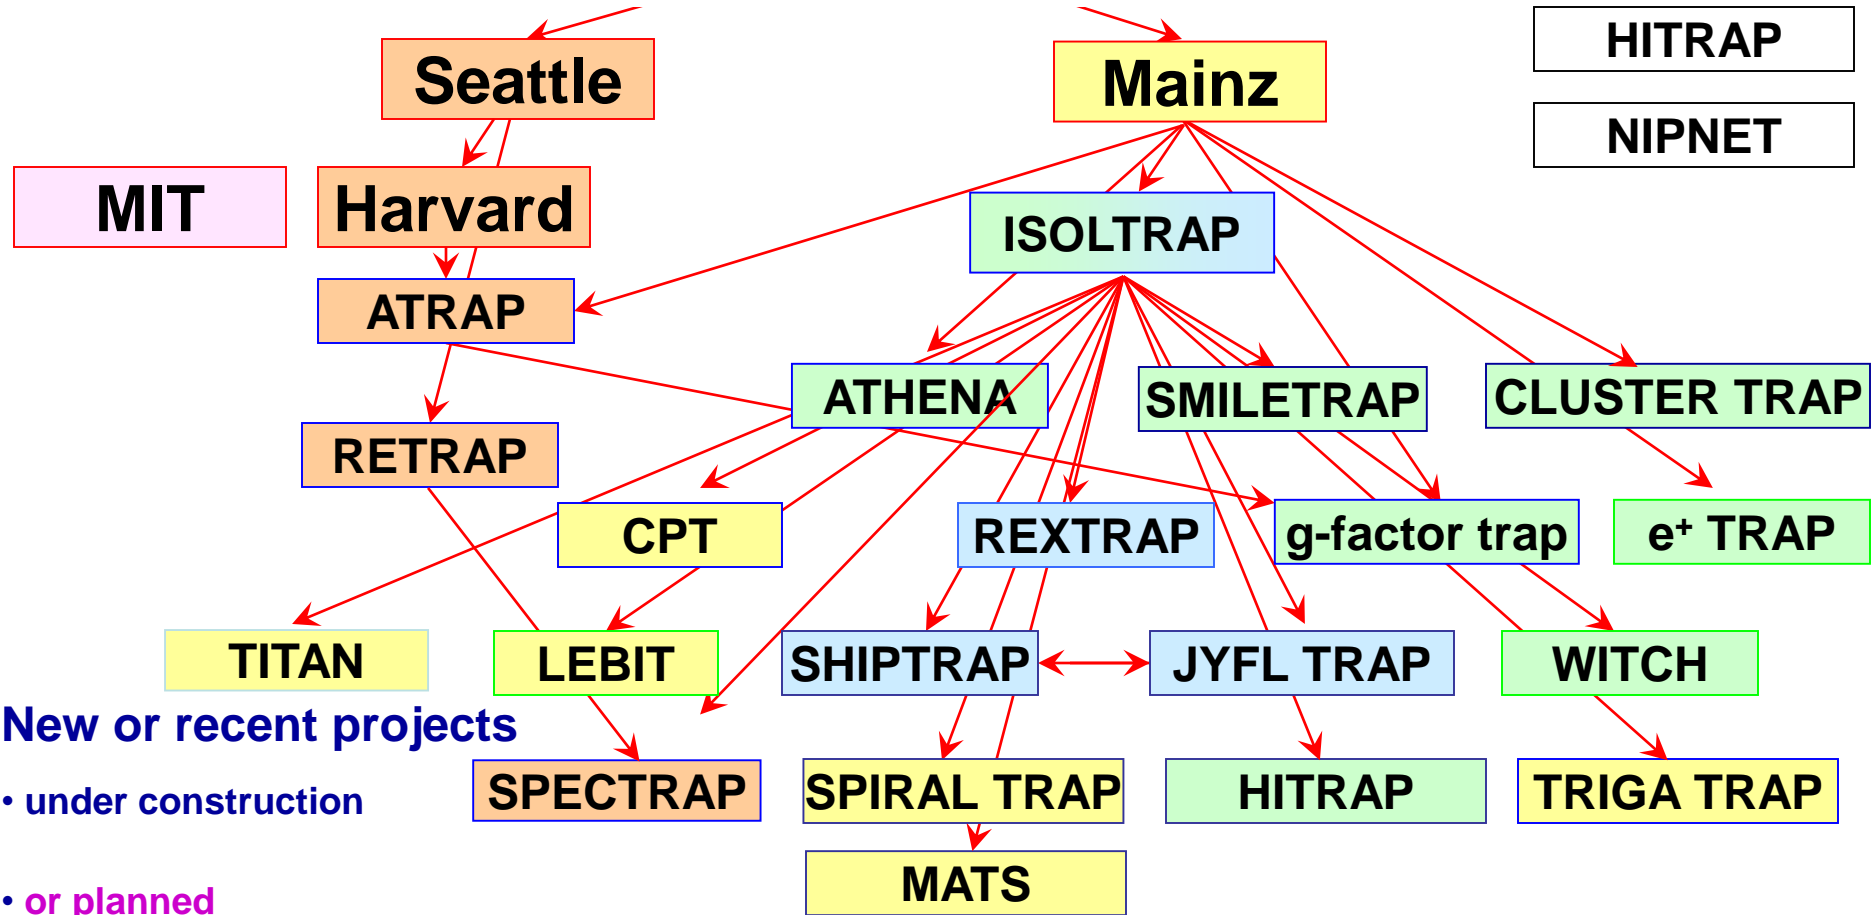 HITRAP
Seattle
Mainz
NIPNET
MIT
Harvard
ISOLTRAP
ATRAP
ATHENA
SMILETRAP
CLUSTER TRAP
RETRAP
CPT
REXTRAP
g-factor trap
e⁺ TRAP
TITAN
LEBIT
SHIPTRAP
JYFL TRAP
WITCH
New or recent projects
SPECTRAP
SPIRAL TRAP
HITRAP
TRIGA TRAP
• under construction
MATS
• or planned